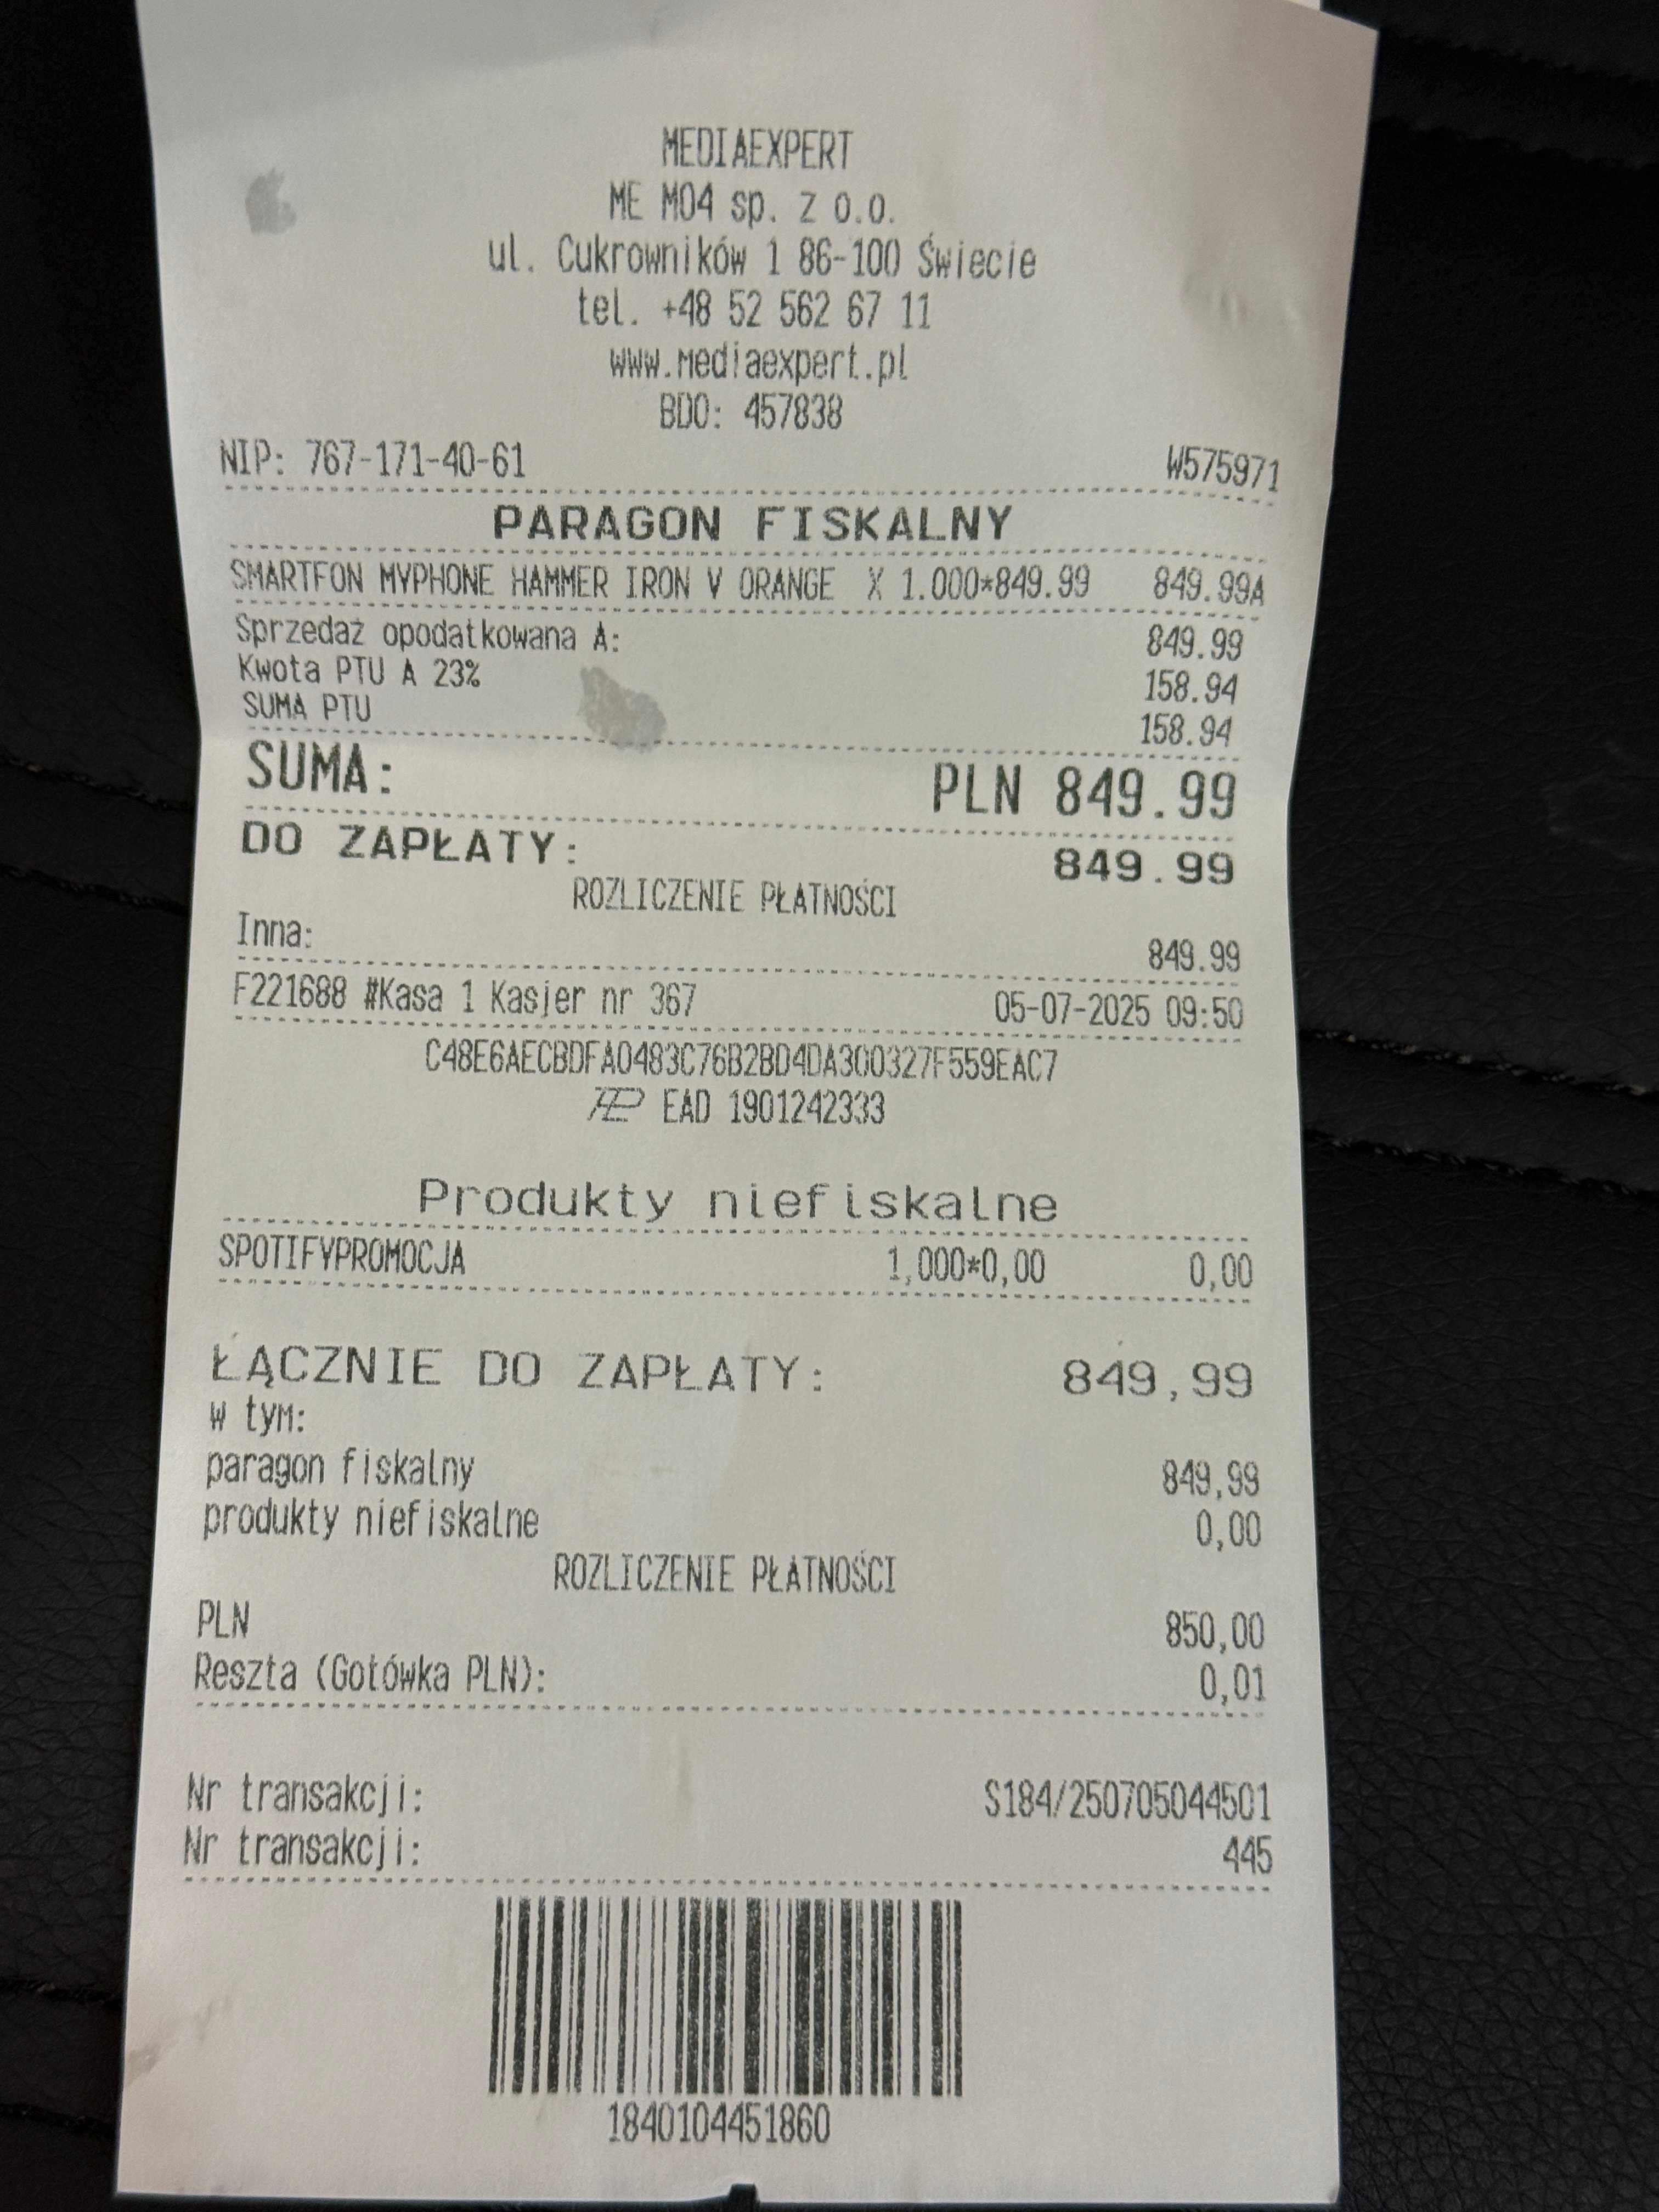 MEDIAEXPERT
ME M04 sp. z o.o.
ul. Cukrowników 1 86-100 Świecie
tel. +48 52 562 67 11
www.mediaexpert.pl
BDO: 457838
NIP: 767-171-40-61 W575971
PARAGON FISKALNY
SMARTFON MYPHONE HAMMER IRON V ORANGE X 1.000*849.99 849.99A
Sprzedaż opodatkowana A: 849.99
Kwota PTU A 23% 158.94
SUMA PTU 158.94
SUMA: PLN 849.99
DO ZAPŁATY: 849.99
ROZLICZENIE PŁATNOŚCI
Inna: 849.99
F221688 #Kasa 1 Kasjer nr 367 05-07-2025 09:50
C48E6AECBDFA0483C76B2BD4DA300327F559EAC7
EAD 1901242333
Produkty niefiskalne
SPOTIFYPROMOCJA 1,000*0,00 0,00
ŁĄCZNIE DO ZAPŁATY: 849,99
W tym:
paragon fiskalny 849,99
produkty niefiskalne 0,00
ROZLICZENIE PŁATNOŚCI
PLN 850,00
Reszta (Gotówka PLN): 0,01
Nr transakcji: S184/250705044501
Nr transakcji: 445
1840104451860